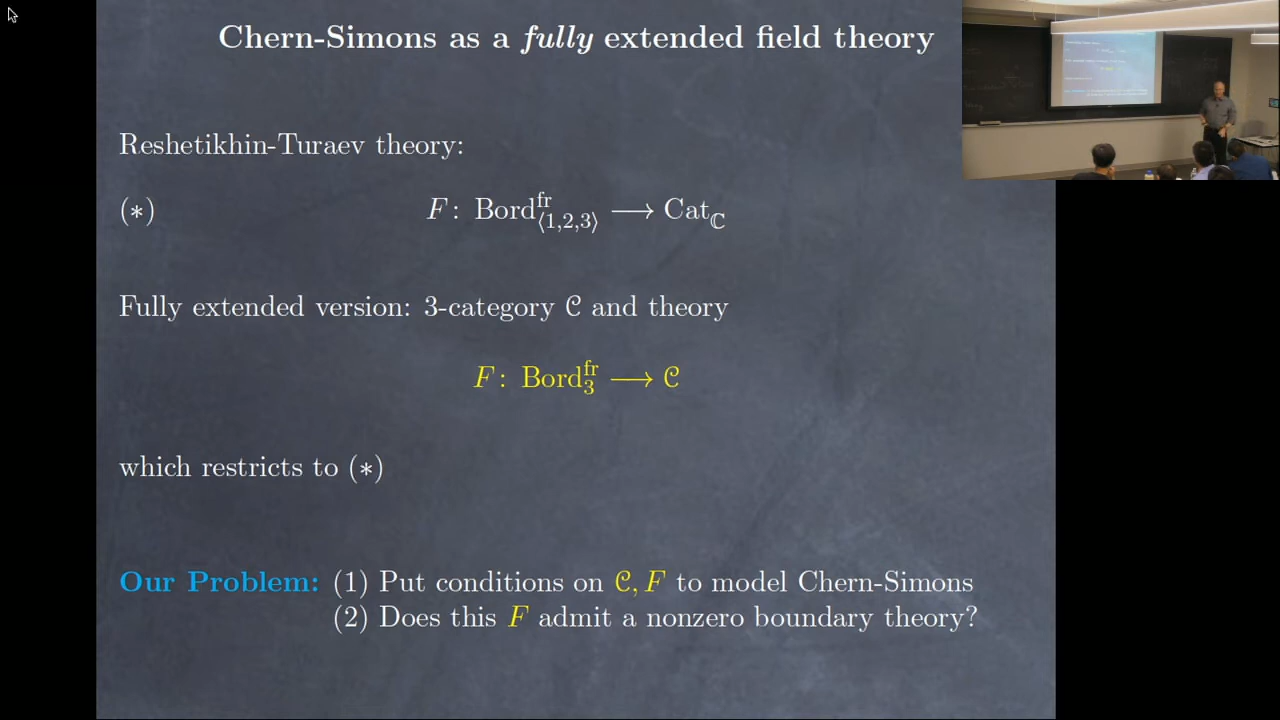 Chern-Simons as a fully extended field theory
Reshetikhin-Turaev theory:
(∗) F : Bord^fr_⟨1,2,3⟩ ⟶ Cat_ℂ
Fully extended version: 3-category 𝒞 and theory
F : Bord^fr_3 ⟶ 𝒞
which restricts to (∗)
Our Problem: (1) Put conditions on 𝒞, F to model Chern-Simons
(2) Does this F admit a nonzero boundary theory?